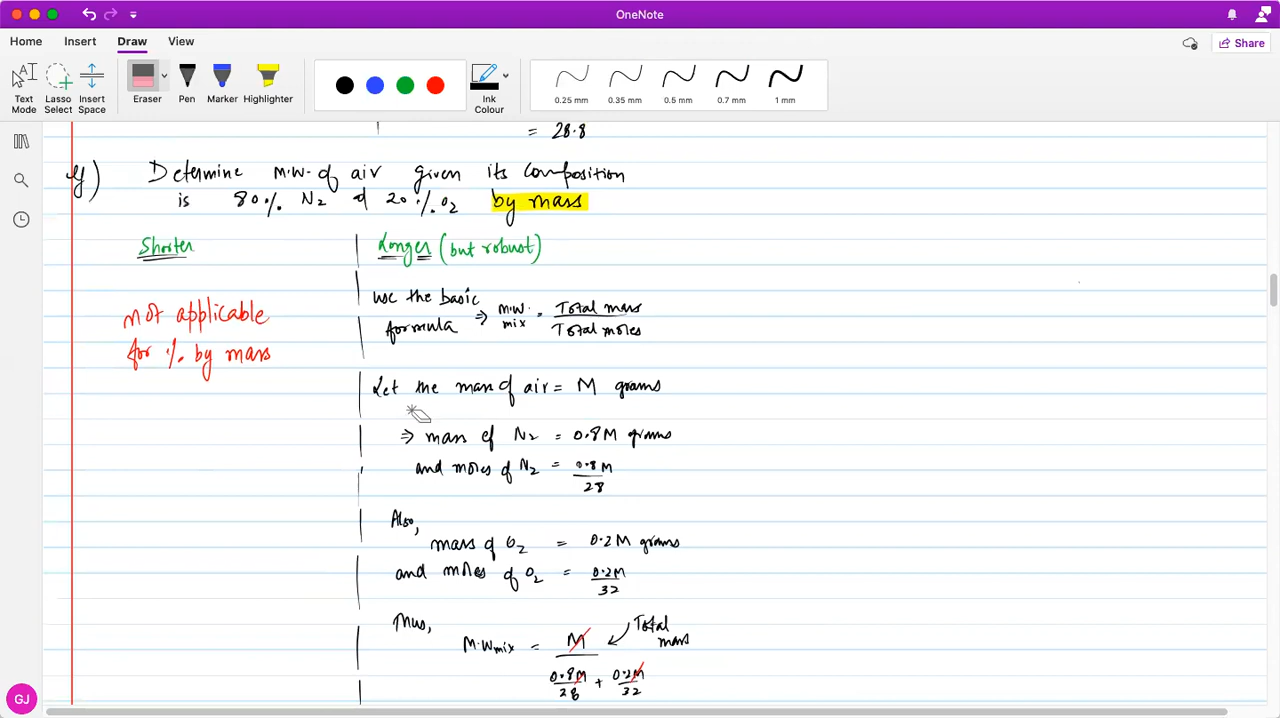 OneNote
Home Insert Draw View
Share
Text Mode
Lasso Select
Insert Space
Eraser
Pen
Marker
Highlighter
Ink Colour
0.25 mm
0.35 mm
0.5 mm
0.7 mm
1 mm
= 28.8
Determine M.W. of air given its composition
is 80% N2 d 20% O2 by mass
Shorter
Longer (but robust)
not applicable
for % by mass
use the basic
formula ⇒ M.W. mix = Total mass / Total moles
Let the mass of air = M grams
⇒ mass of N2 = 0.8M grams
and moles of N2 = 0.8M / 28
Also,
mass of O2 = 0.2M grams
and moles of O2 = 0.2M / 32
Thus,
M.Wmix = M / 0.8M / 28 + 0.2M / 32
Total mass
GJ